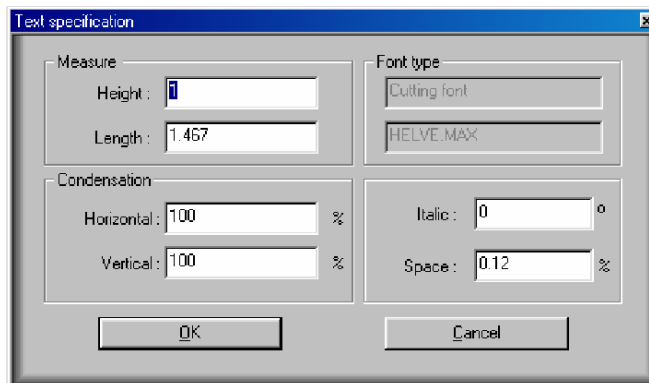 Text specification
Measure
Height : 1
Length : 1.467
Font type
Cutting font
HELVE.MAX
Condensation
Horizontal : 100 %
Vertical : 100 %
Italic : 0 º
Space : 0.12 %
OK
Cancel